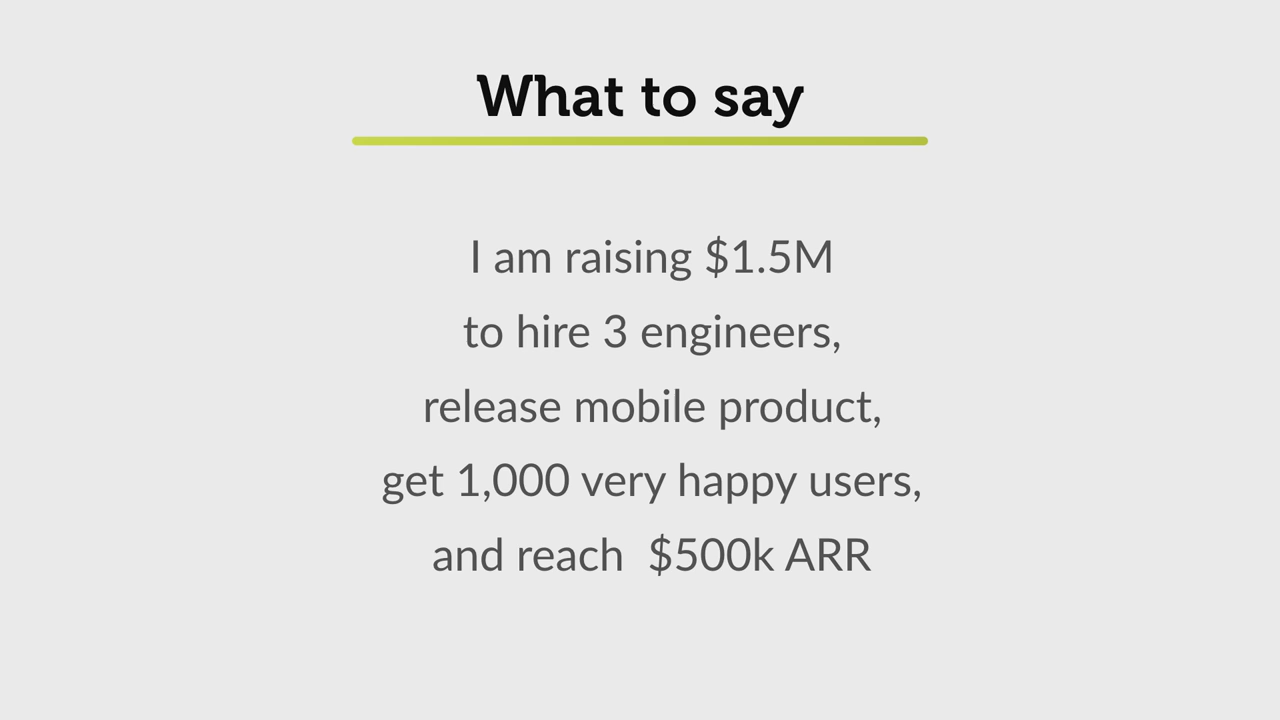 What to say
I am raising $1.5M
to hire 3 engineers,
release mobile product,
get 1,000 very happy users,
and reach  $500k ARR